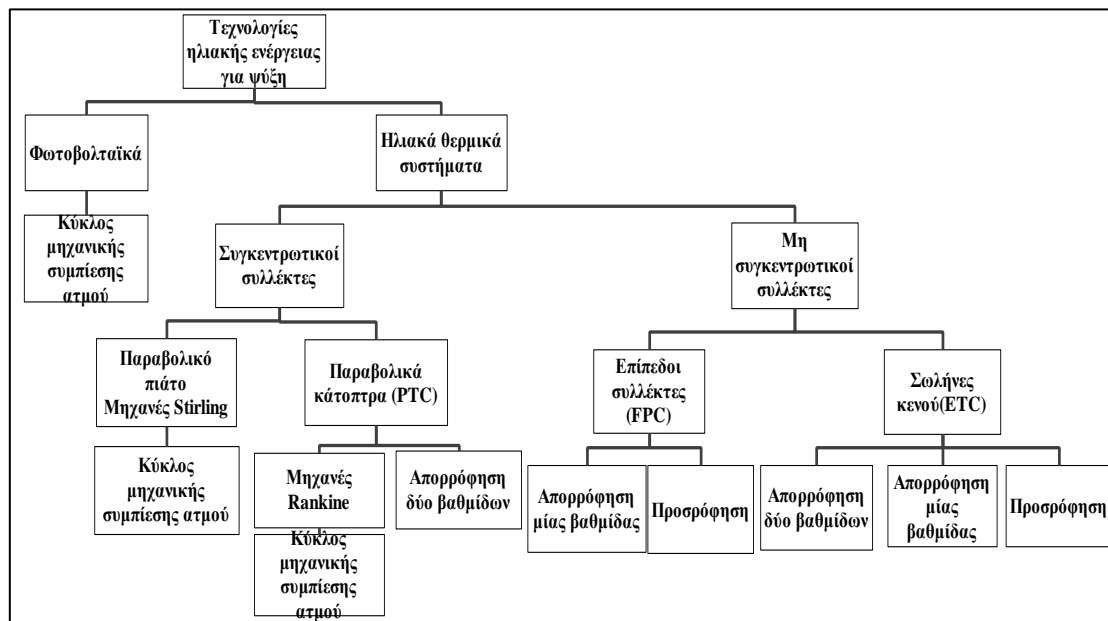 Τεχνολογίες
ηλιακής ενέργειας
για ψύξη
Φωτοβολταϊκά
Ηλιακά θερμικά
συστήματα
Κύκλος
μηχανικής
συμπίεσης
ατμού
Συγκεντρωτικοί
συλλέκτες
Μη
συγκεντρωτικοί
συλλέκτες
Παραβολικό
πιάτο
Μηχανές Stirling
Παραβολικά
κάτοπτρα (PTC)
Επίπεδοι
συλλέκτες
(FPC)
Σωλήνες
κενού(ETC)
Κύκλος
μηχανικής
συμπίεσης ατμού
Μηχανές
Rankine
Απορρόφηση
δύο βαθμίδων
Απορρόφηση
μίας βαθμίδας
Προσρόφηση
Απορρόφηση
δύο βαθμίδων
Απορρόφηση
μίας
βαθμίδας
Προσρόφηση
Κύκλος
μηχανικής
συμπίεσης
ατμού